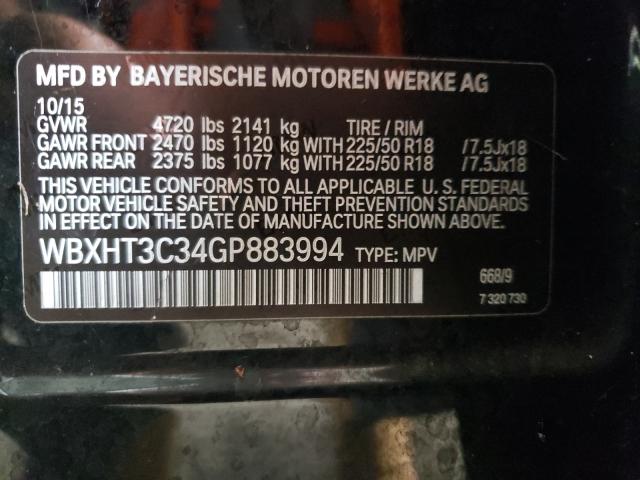 MFD BY BAYERISCHE MOTOREN WERKE AG
10/15
GVWR 4720 lbs 2141 kg TIRE / RIM
GAWR FRONT 2470 lbs 1120 kg WITH 225/50 R18 /7.5Jx18
GAWR REAR 2375 lbs 1077 kg WITH 225/50 R18 /7.5Jx18
THIS VEHICLE CONFORMS TO ALL APPLICABLE U. S. FEDERAL
MOTOR VEHICLE SAFETY AND THEFT PREVENTION STANDARDS
IN EFFECT ON THE DATE OF MANUFACTURE SHOWN ABOVE.
WBXHT3C34GP883994 TYPE: MPV
668/9
7 320 730